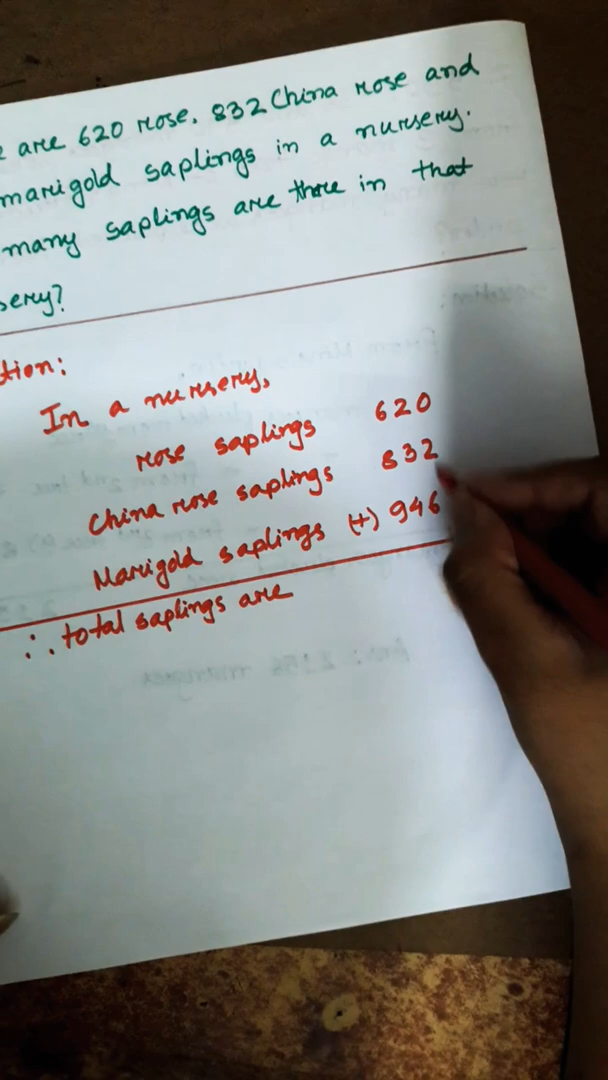 are 620 rose. 832 China rose and
marigold saplings in a nursery.
many saplings are there in that
sery?
tion:
In a nursery,
rose saplings 620
China rose saplings 832
Marigold saplings (+) 946
∴ total saplings are